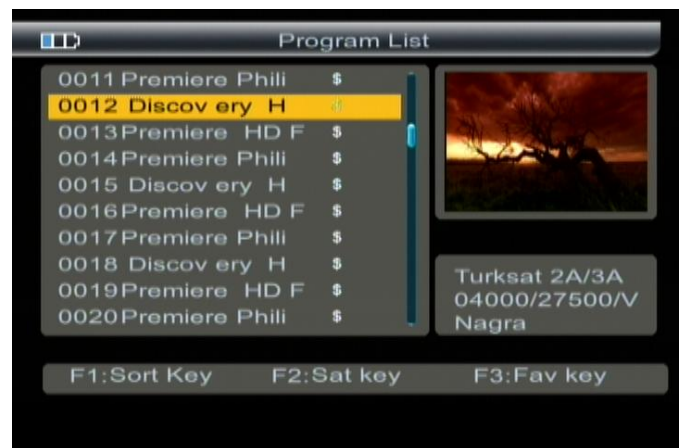 Program List
0011 Premiere Phili $
0012 Discov ery H $
0013 Premiere HD F $
0014 Premiere Phili $
0015 Discov ery H $
0016 Premiere HD F $
0017 Premiere Phili $
0018 Discov ery H $
0019 Premiere HD F $
0020 Premiere Phili $
Turksat 2A/3A
04000/27500/V
Nagra
F1:Sort Key F2:Sat key F3:Fav key